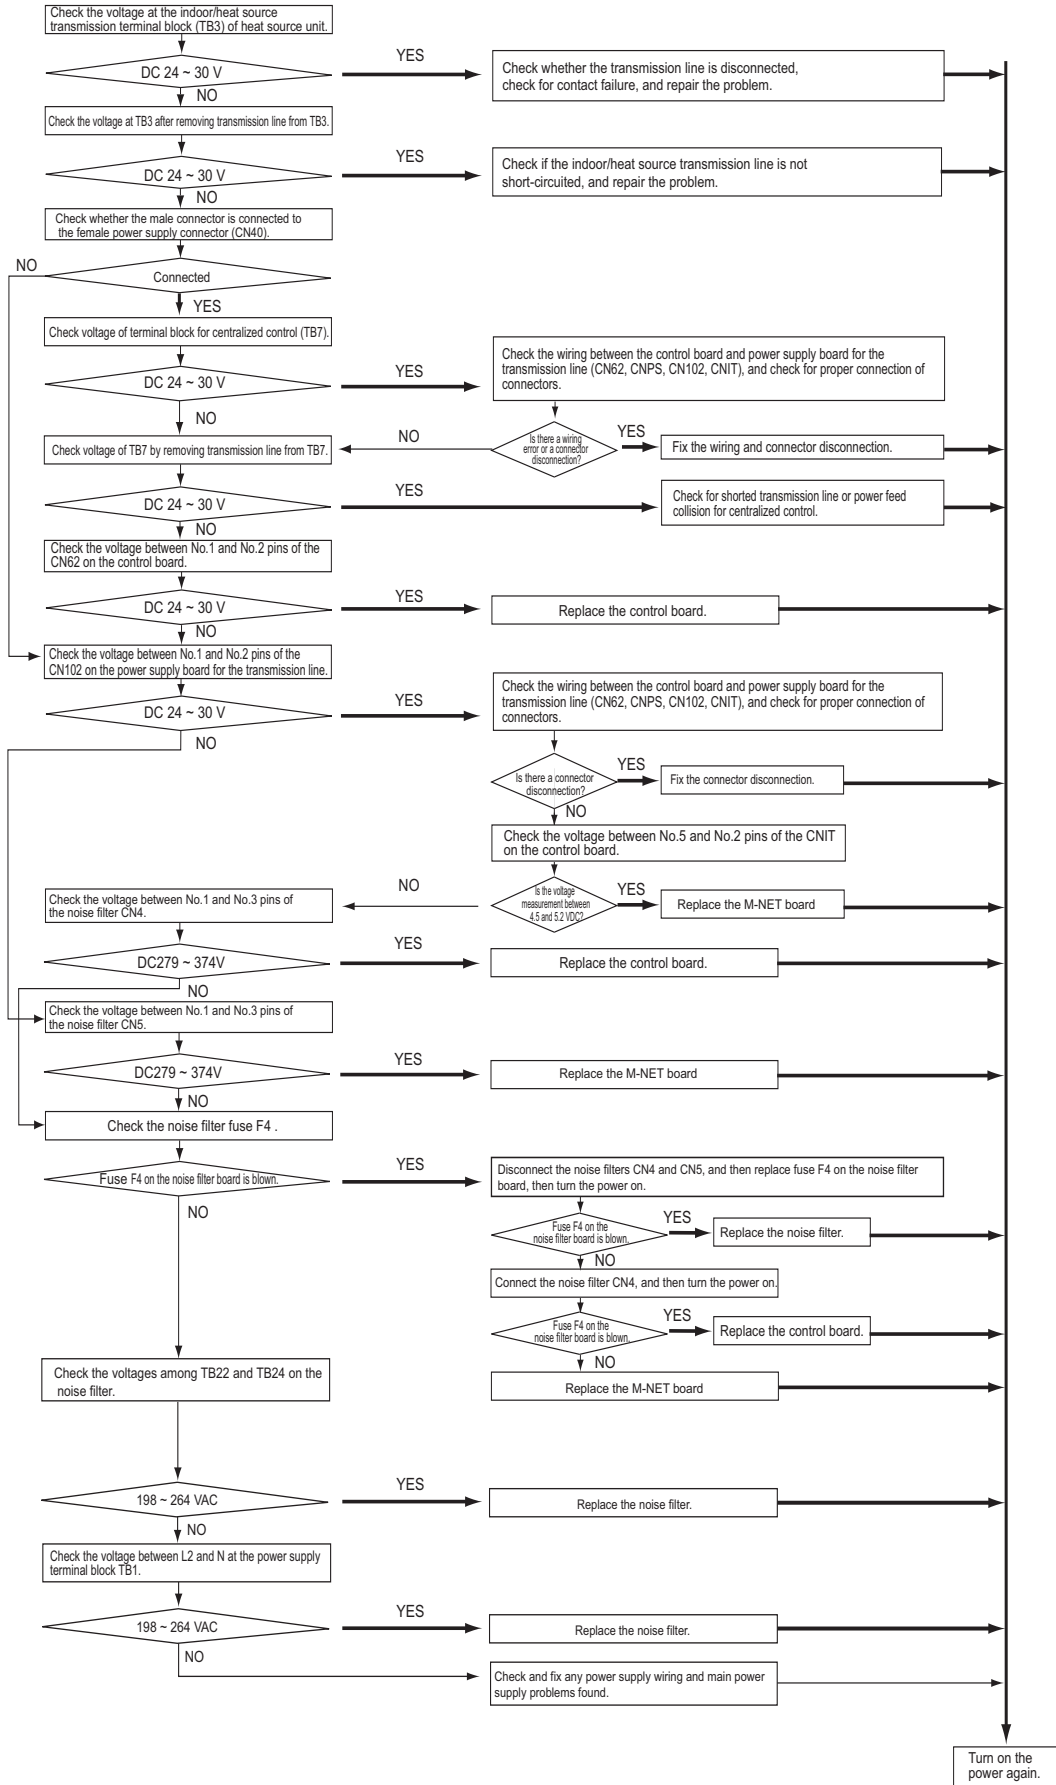 Check the voltage at the indoor/heat source
transmission terminal block (TB3) of heat source unit.
DC 24 ~ 30 V
YES
Check whether the transmission line is disconnected,
check for contact failure, and repair the problem.
NO
Check the voltage at TB3 after removing transmission line from TB3.
DC 24 ~ 30 V
YES
Check if the indoor/heat source transmission line is not
short-circuited, and repair the problem.
NO
Check whether the male connector is connected to
the female power supply connector (CN40).
NO
Connected
YES
Check voltage of terminal block for centralized control (TB7).
DC 24 ~ 30 V
YES
Check the wiring between the control board and power supply board for the
transmission line (CN62, CNPS, CN102, CNIT), and check for proper connection of
connectors.
NO
Check voltage of TB7 by removing transmission line from TB7.
NO
Is there a wiring
error or a connector
disconnection?
YES
Fix the wiring and connector disconnection.
DC 24 ~ 30 V
YES
Check for shorted transmission line or power feed
collision for centralized control.
NO
Check the voltage between No.1 and No.2 pins of the
CN62 on the control board.
DC 24 ~ 30 V
YES
Replace the control board.
NO
Check the voltage between No.1 and No.2 pins of the
CN102 on the power supply board for the transmission line.
DC 24 ~ 30 V
YES
Check the wiring between the control board and power supply board for the
transmission line (CN62, CNPS, CN102, CNIT), and check for proper connection of
connectors.
NO
Is there a connector
disconnection?
YES
Fix the connector disconnection.
NO
Check the voltage between No.5 and No.2 pins of the CNIT
on the control board.
Is the voltage
measurement between
4.5 and 5.2 VDC?
YES
Replace the M-NET board
NO
Check the voltage between No.1 and No.3 pins of
the noise filter CN4.
DC279 ~ 374V
YES
Replace the control board.
NO
Check the voltage between No.1 and No.3 pins of
the noise filter CN5.
DC279 ~ 374V
YES
Replace the M-NET board
NO
Check the noise filter fuse F4 .
Fuse F4 on the noise filter board is blown.
YES
Disconnect the noise filters CN4 and CN5, and then replace fuse F4 on the noise filter
board, then turn the power on.
NO
Fuse F4 on the
noise filter board is blown.
YES
Replace the noise filter.
NO
Connect the noise filter CN4, and then turn the power on.
Fuse F4 on the
noise filter board is blown.
YES
Replace the control board.
NO
Replace the M-NET board
Check the voltages among TB22 and TB24 on the
noise filter.
198 ~ 264 VAC
YES
Replace the noise filter.
NO
Check the voltage between L2 and N at the power supply
terminal block TB1.
198 ~ 264 VAC
YES
Replace the noise filter.
NO
Check and fix any power supply wiring and main power
supply problems found.
Turn on the
power again.